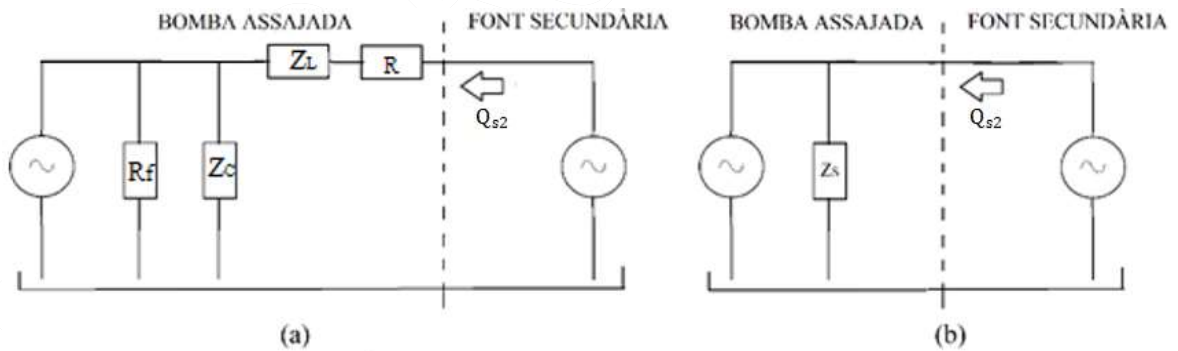 BOMBA ASSAJADA
FONT SECUNDÀRIA
BOMBA ASSAJADA
FONT SECUNDÀRIA
ZL
R
Qs2
Qs2
Rf
Zc
Zs
(a)
(b)